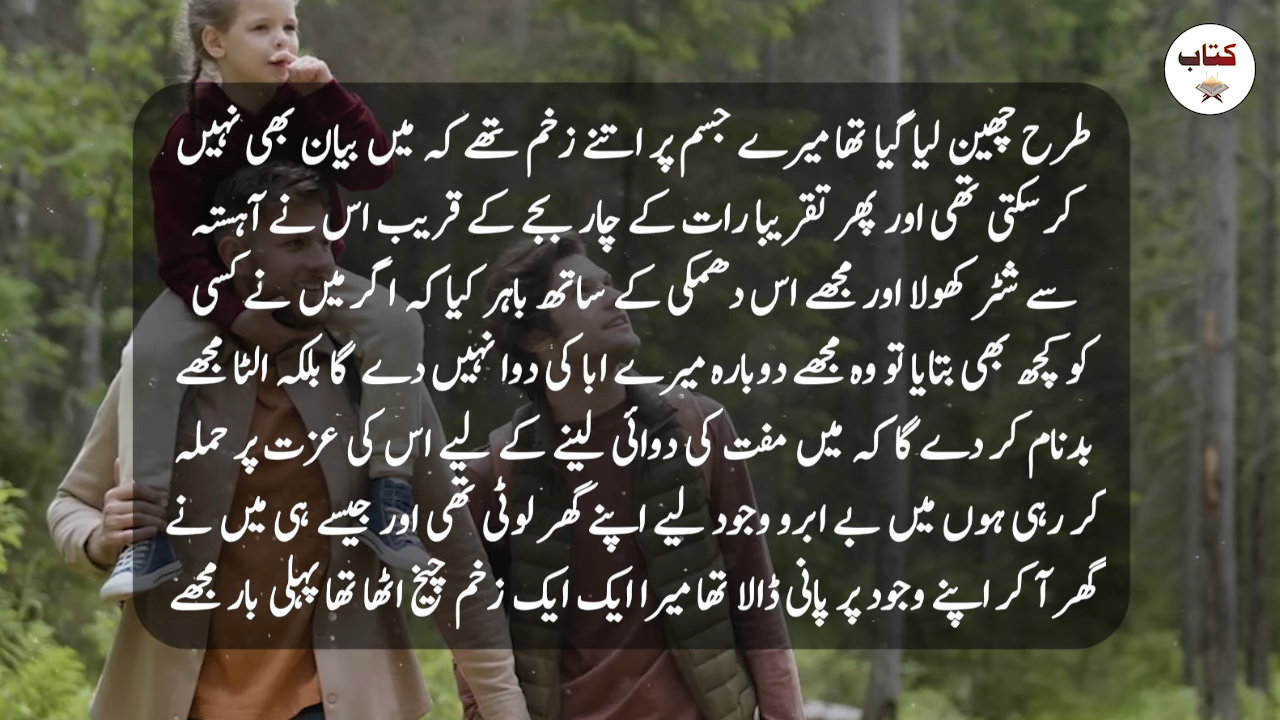 کتاب
طرح چھین لیا گیا تھا میرے جسم پر اتنے زخم تھے کہ میں بیان بھی نہیں
کر سکتی تھی اور پھر تقریبا رات کے چار بجے کے قریب اس نے آہستہ
سے شٹر کھولا اور مجھے اس دھمکی کے ساتھ باہر کیا کہ اگر میں نے کسی
کو کچھ بھی بتایا تو وہ مجھے دوبارہ میرے ابا کی دوا نہیں دے گا بلکہ الٹا مجھے
بدنام کر دے گا کہ میں مفت کی دوائی لینے کے لیے اس کی عزت پر حملہ
کر رہی ہوں میں بے ابرو وجود لیے اپنے گھر لوٹی تھی اور جیسے ہی میں نے
گھر آ کر اپنے وجود پر پانی ڈالا تھا میرا ایک ایک زخم چیخ اٹھا تھا پہلی بار مجھے